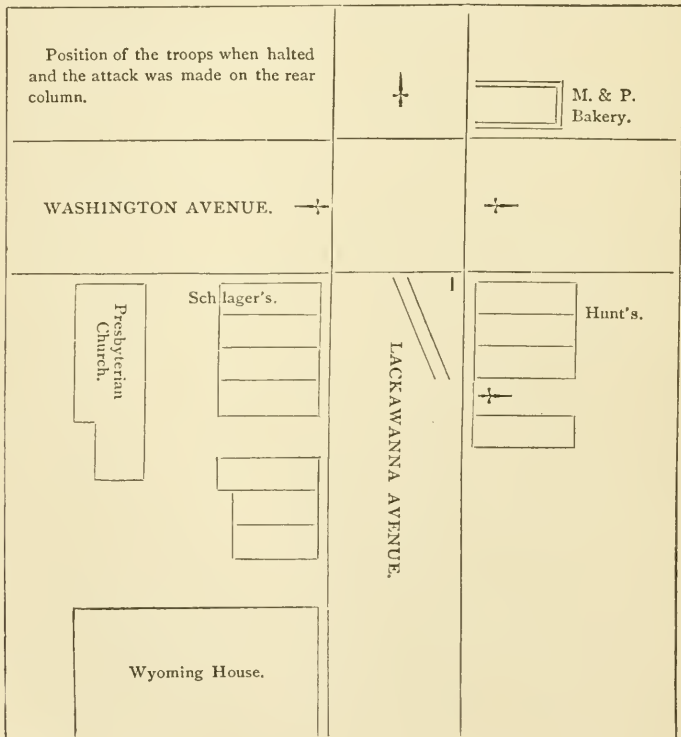 Position of the troops when halted
and the attack was made on the rear
column.
M. & P.
Bakery.
WASHINGTON AVENUE.
Presbyterian
Church.
Schlager's.
LACKAWANNA AVENUE.
Hunt's.
Wyoming House.